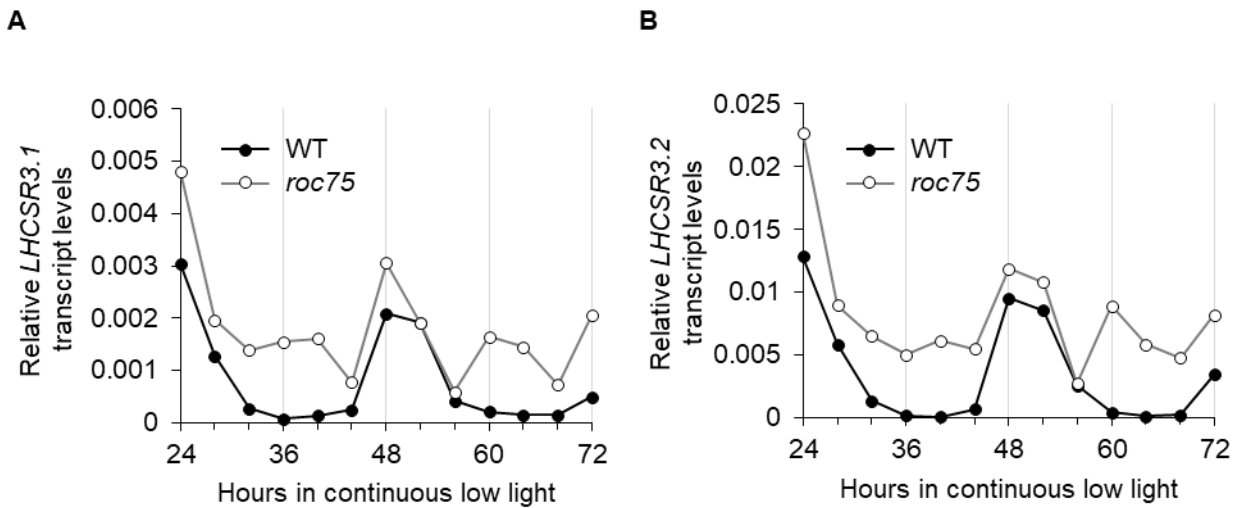 A
Relative LHCSR3.1
transcript levels
0.006
0.005
0.004
0.003
0.002
0.001
0
WT
roc75
24 36 48 60 72
Hours in continuous low light
B
Relative LHCSR3.2
transcript levels
0.025
0.02
0.015
0.01
0.005
0
WT
roc75
24 36 48 60 72
Hours in continuous low light